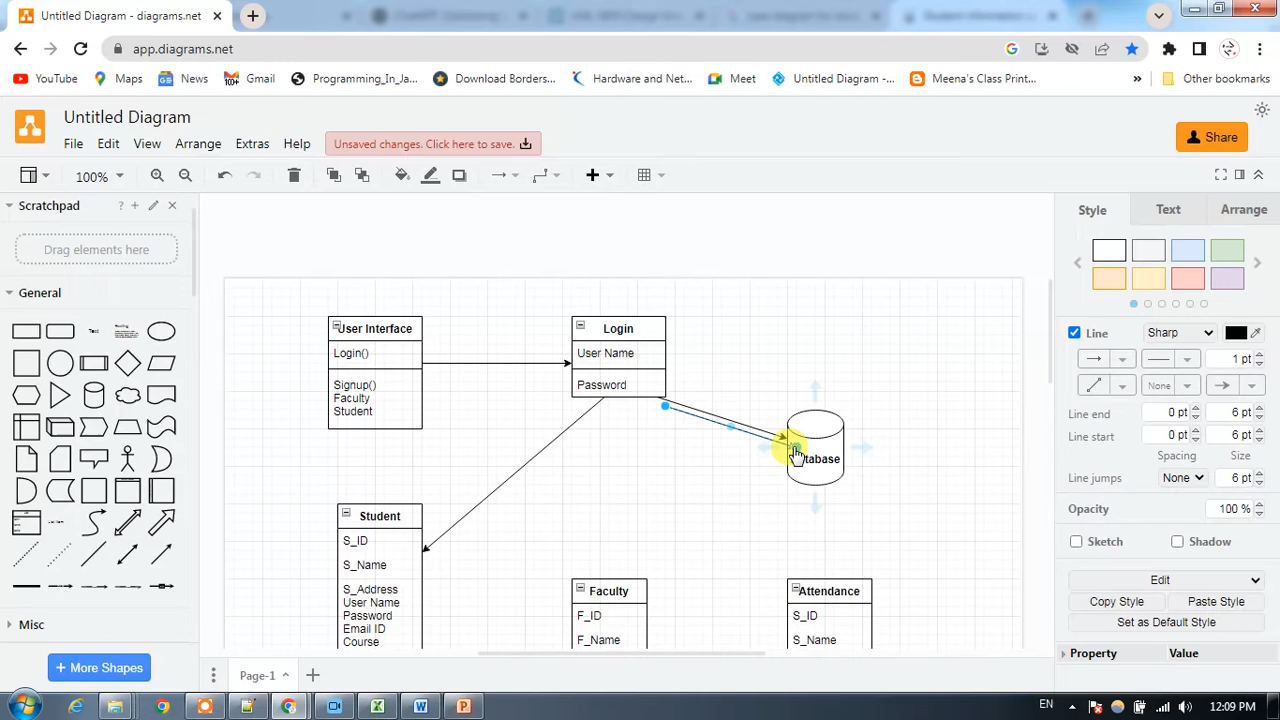 Untitled Diagram - diagrams.net
app.diagrams.net
YouTube
Maps
News
Gmail
Programming_In_Ja...
Download Borders...
Hardware and Net...
Meet
Untitled Diagram -...
Meena's Class Print...
»
Other bookmarks
Untitled Diagram
File Edit View Arrange Extras Help
Unsaved changes. Click here to save.
Share
100%
Scratchpad
Drag elements here
General
Text
Misc
+ More Shapes
User Interface
Login()
Signup()
Faculty
Student
Login
User Name
Password
tabase
Student
S_ID
S_Name
S_Address
User Name
Password
Email ID
Course
Faculty
F_ID
F_Name
Attendance
S_ID
S_Name
Style Text Arrange
Line Sharp
1 pt
None
Line end 0 pt 6 pt
Line start 0 pt 6 pt
Spacing Size
Line jumps None 6 pt
Opacity 100 %
Sketch Shadow
Edit
Copy Style Paste Style
Set as Default Style
Property Value
Page-1
EN 12:09 PM